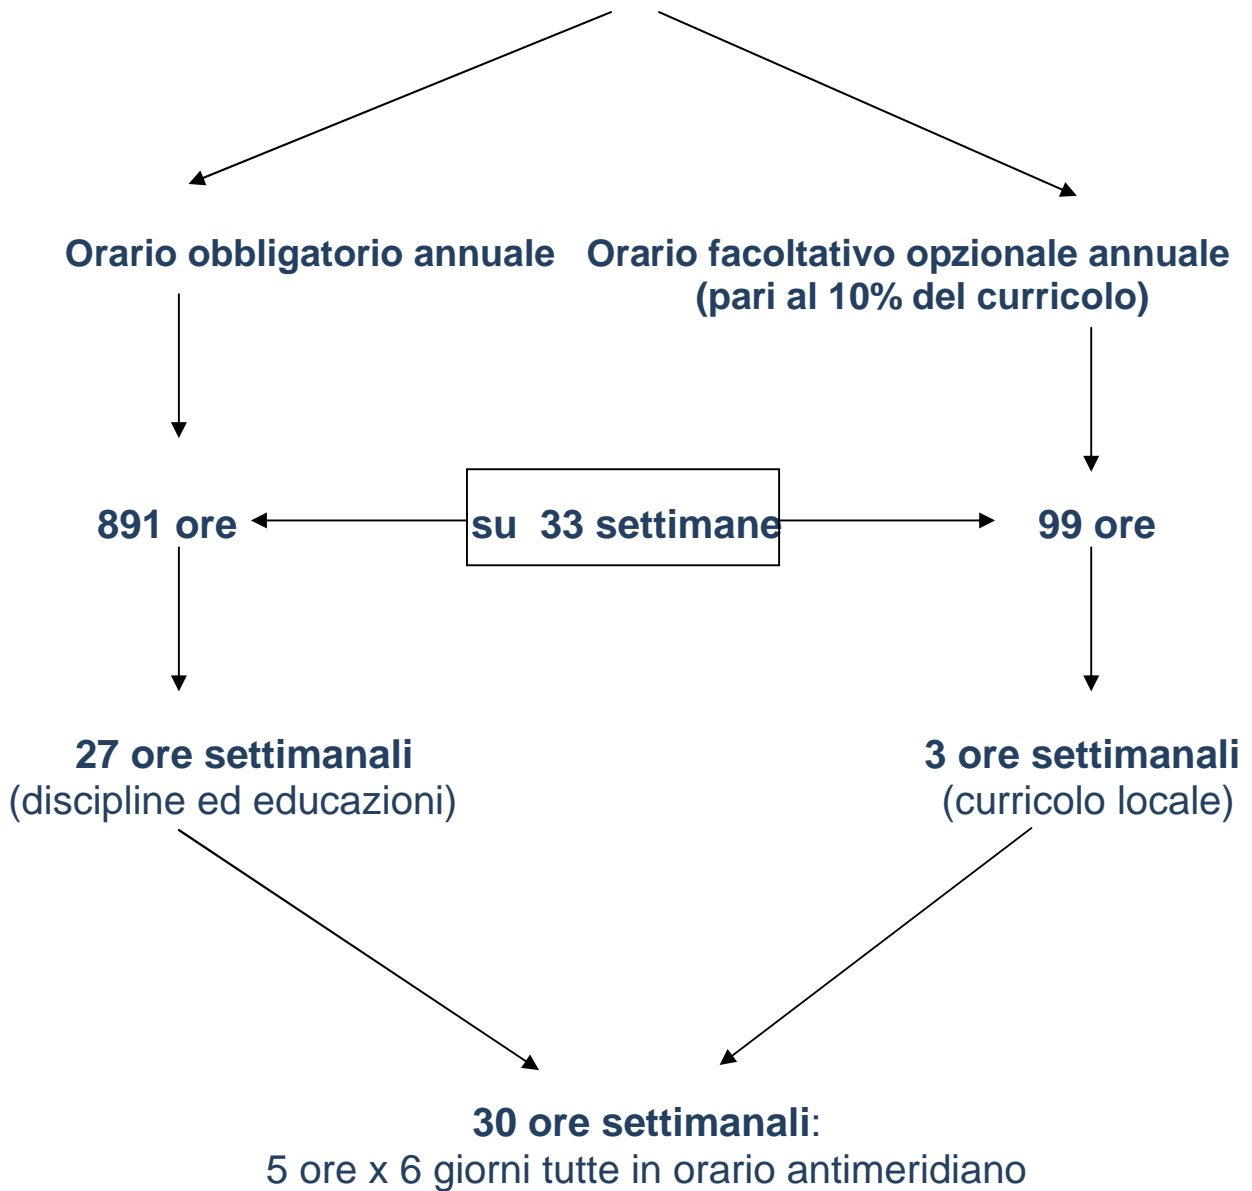 Orario obbligatorio annuale
Orario facoltativo opzionale annuale
(pari al 10% del curricolo)
891 ore
su 33 settimane
99 ore
27 ore settimanali
(discipline ed educazioni)
3 ore settimanali
(curricolo locale)
30 ore settimanali:
5 ore x 6 giorni tutte in orario antimeridiano